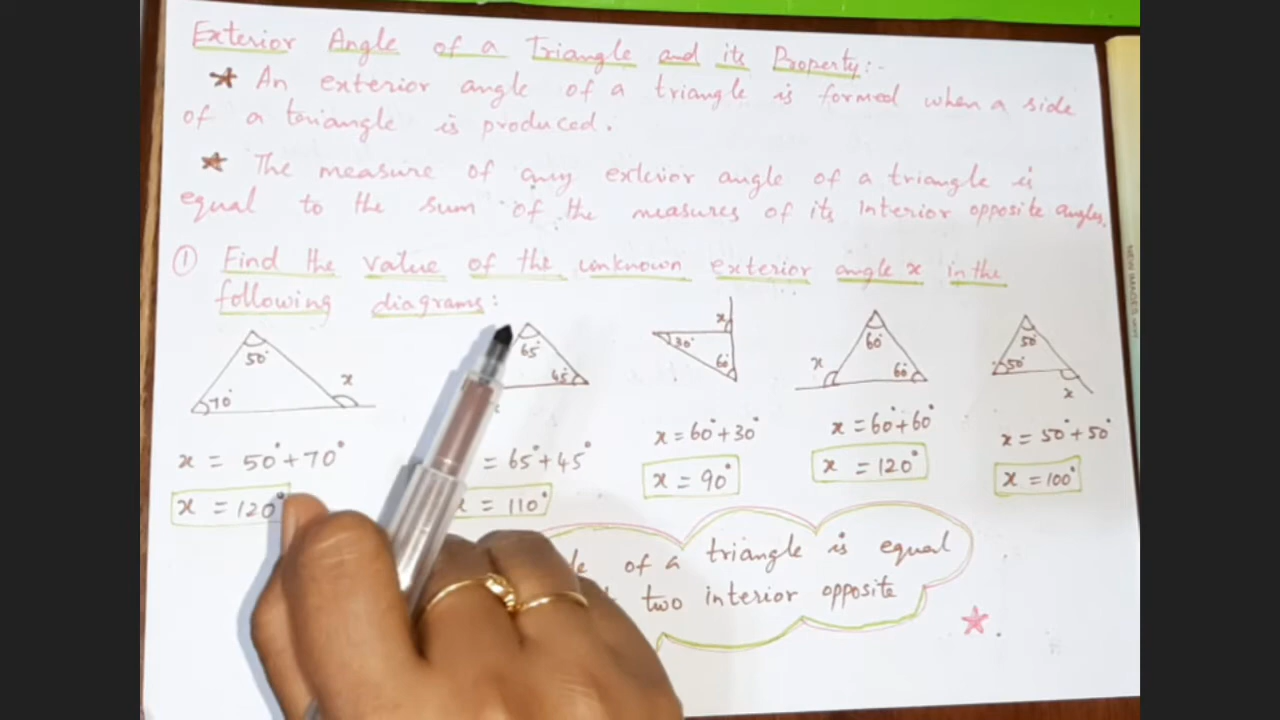 Exterior Angle of a Triangle and its Property:-
★ An exterior angle of a triangle is formed when a side
of a triangle is produced.
★ The measure of any exterior angle of a triangle is
equal to the sum of the measures of its Interior opposite angles.
① Find the value of the unknown exterior angle x in the
following diagrams:
50° 70° x
65° 45°
x 30° 60°
60° x 60°
50° 50° x
x = 50° + 70°
x = 120°
= 65° + 45°
x = 110°
x = 60° + 30°
x = 90°
x = 60° + 60°
x = 120°
x = 50° + 50°
x = 100°
of a triangle is equal
two interior opposite